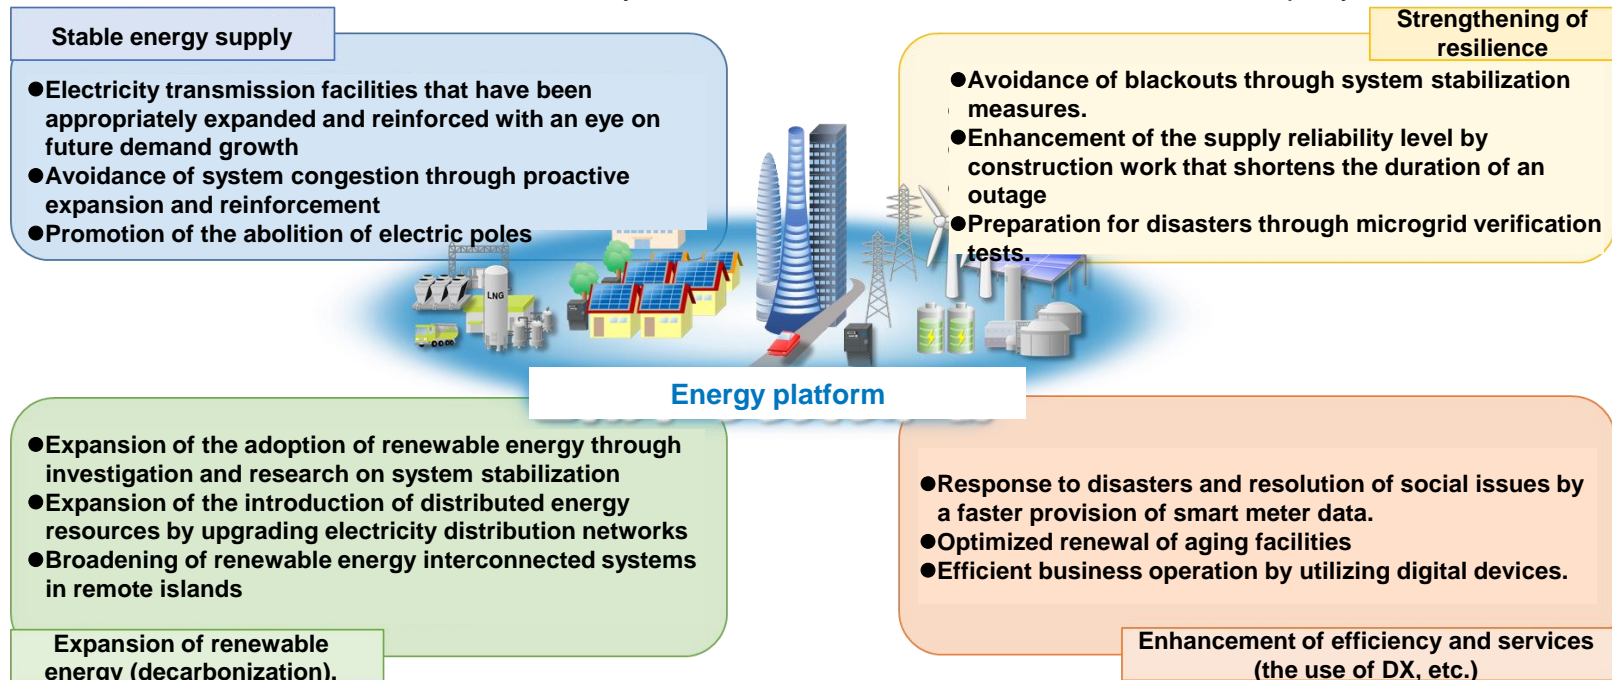 Stable energy supply
●Electricity transmission facilities that have been
appropriately expanded and reinforced with an eye on
future demand growth
●Avoidance of system congestion through proactive
expansion and reinforcement
●Promotion of the abolition of electric poles
Strengthening of
resilience
●Avoidance of blackouts through system stabilization
measures.
●Enhancement of the supply reliability level by
construction work that shortens the duration of an
outage
●Preparation for disasters through microgrid verification
tests.
LNG
Energy platform
●Expansion of the adoption of renewable energy through
investigation and research on system stabilization
●Expansion of the introduction of distributed energy
resources by upgrading electricity distribution networks
●Broadening of renewable energy interconnected systems
in remote islands
Expansion of renewable
energy (decarbonization).
●Response to disasters and resolution of social issues by
a faster provision of smart meter data.
●Optimized renewal of aging facilities
●Efficient business operation by utilizing digital devices.
Enhancement of efficiency and services
(the use of DX, etc.)